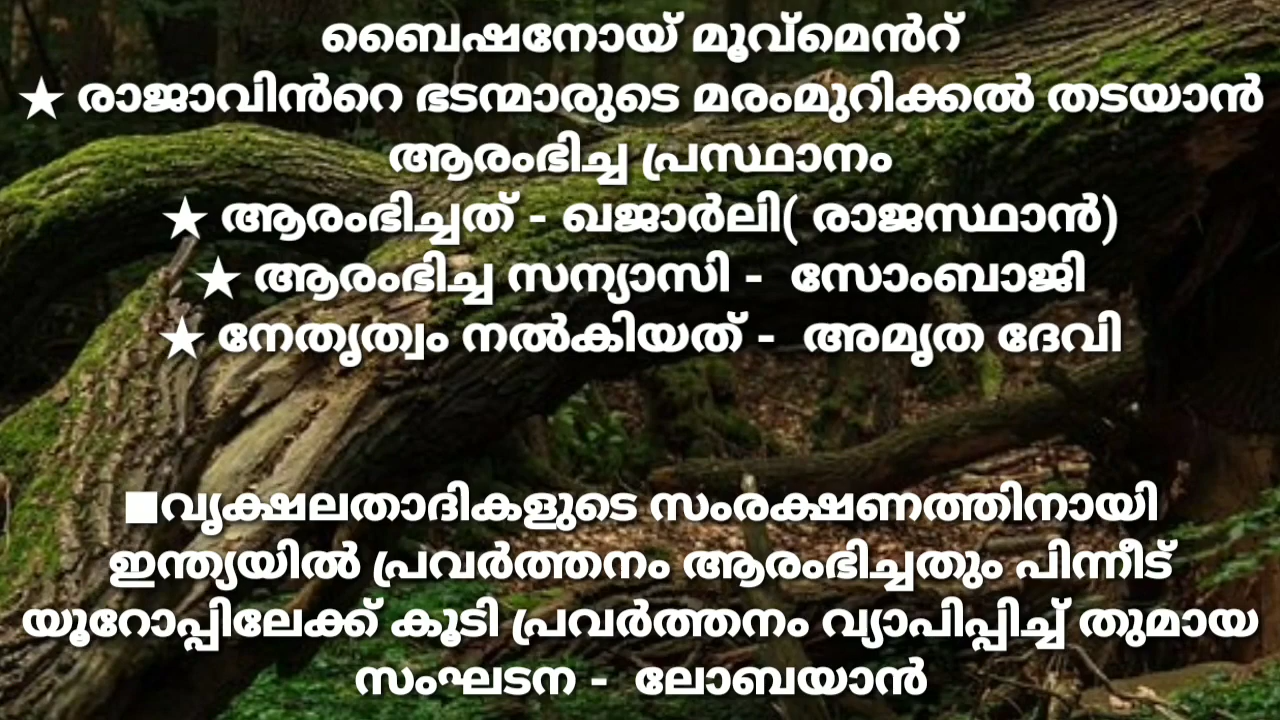 ബൈഷനോയ് മൂവ്മെൻറ്
★ രാജാവിൻറെ ഭടന്മാരുടെ മരംമുറിക്കൽ തടയാൻ
ആരംഭിച്ച പ്രസ്ഥാനം
★ ആരംഭിച്ചത് - ഖജാർലി( രാജസ്ഥാൻ)
★ ആരംഭിച്ച സന്യാസി - സോംബാജി
★ നേതൃത്വം നൽകിയത് - അമൃത ദേവി
■വൃക്ഷലതാദികളുടെ സംരക്ഷണത്തിനായി
ഇന്ത്യയിൽ പ്രവർത്തനം ആരംഭിച്ചതും പിന്നീട്
യൂറോപ്പിലേക്ക് കൂടി പ്രവർത്തനം വ്യാപിപ്പിച്ച് തുമായ
സംഘടന - ലോബയാൻ